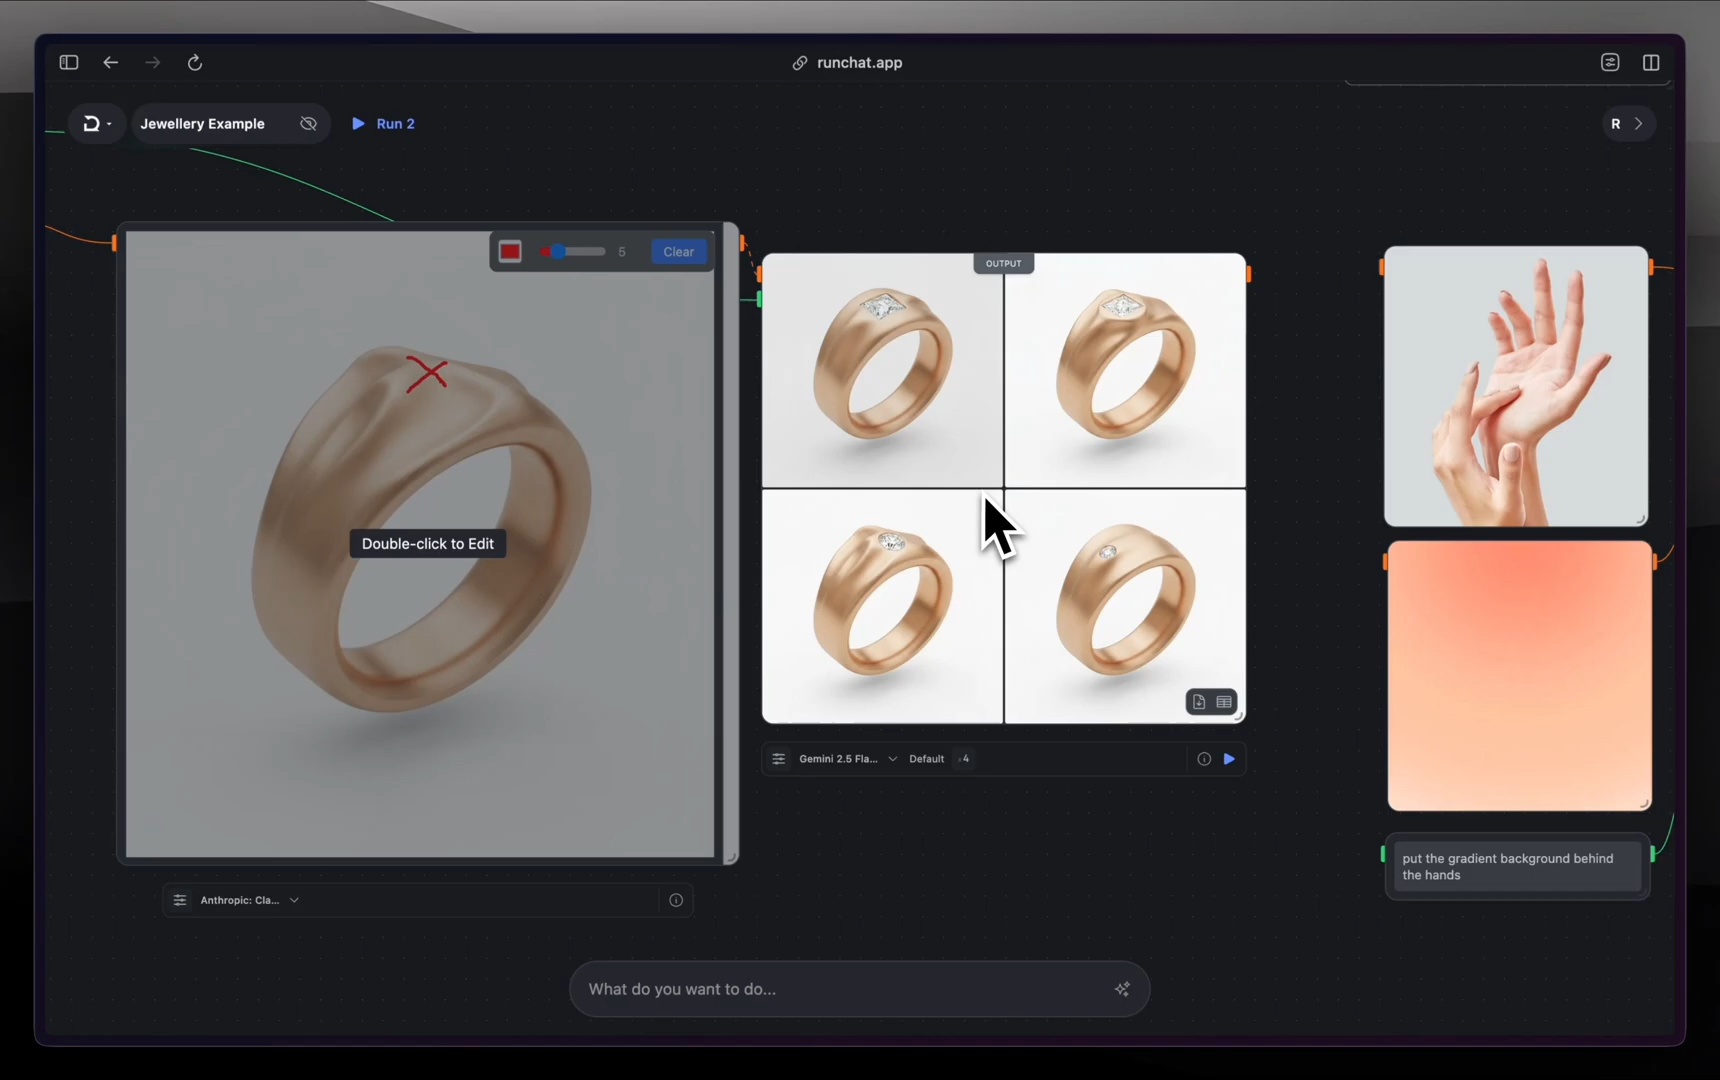 runchat.app
Jewellery Example
Run 2
R
5
Clear
OUTPUT
Double-click to Edit
Gemini 2.5 Fla...
Default
4
put the gradient background behind
the hands
Anthropic: Cla...
What do you want to do...